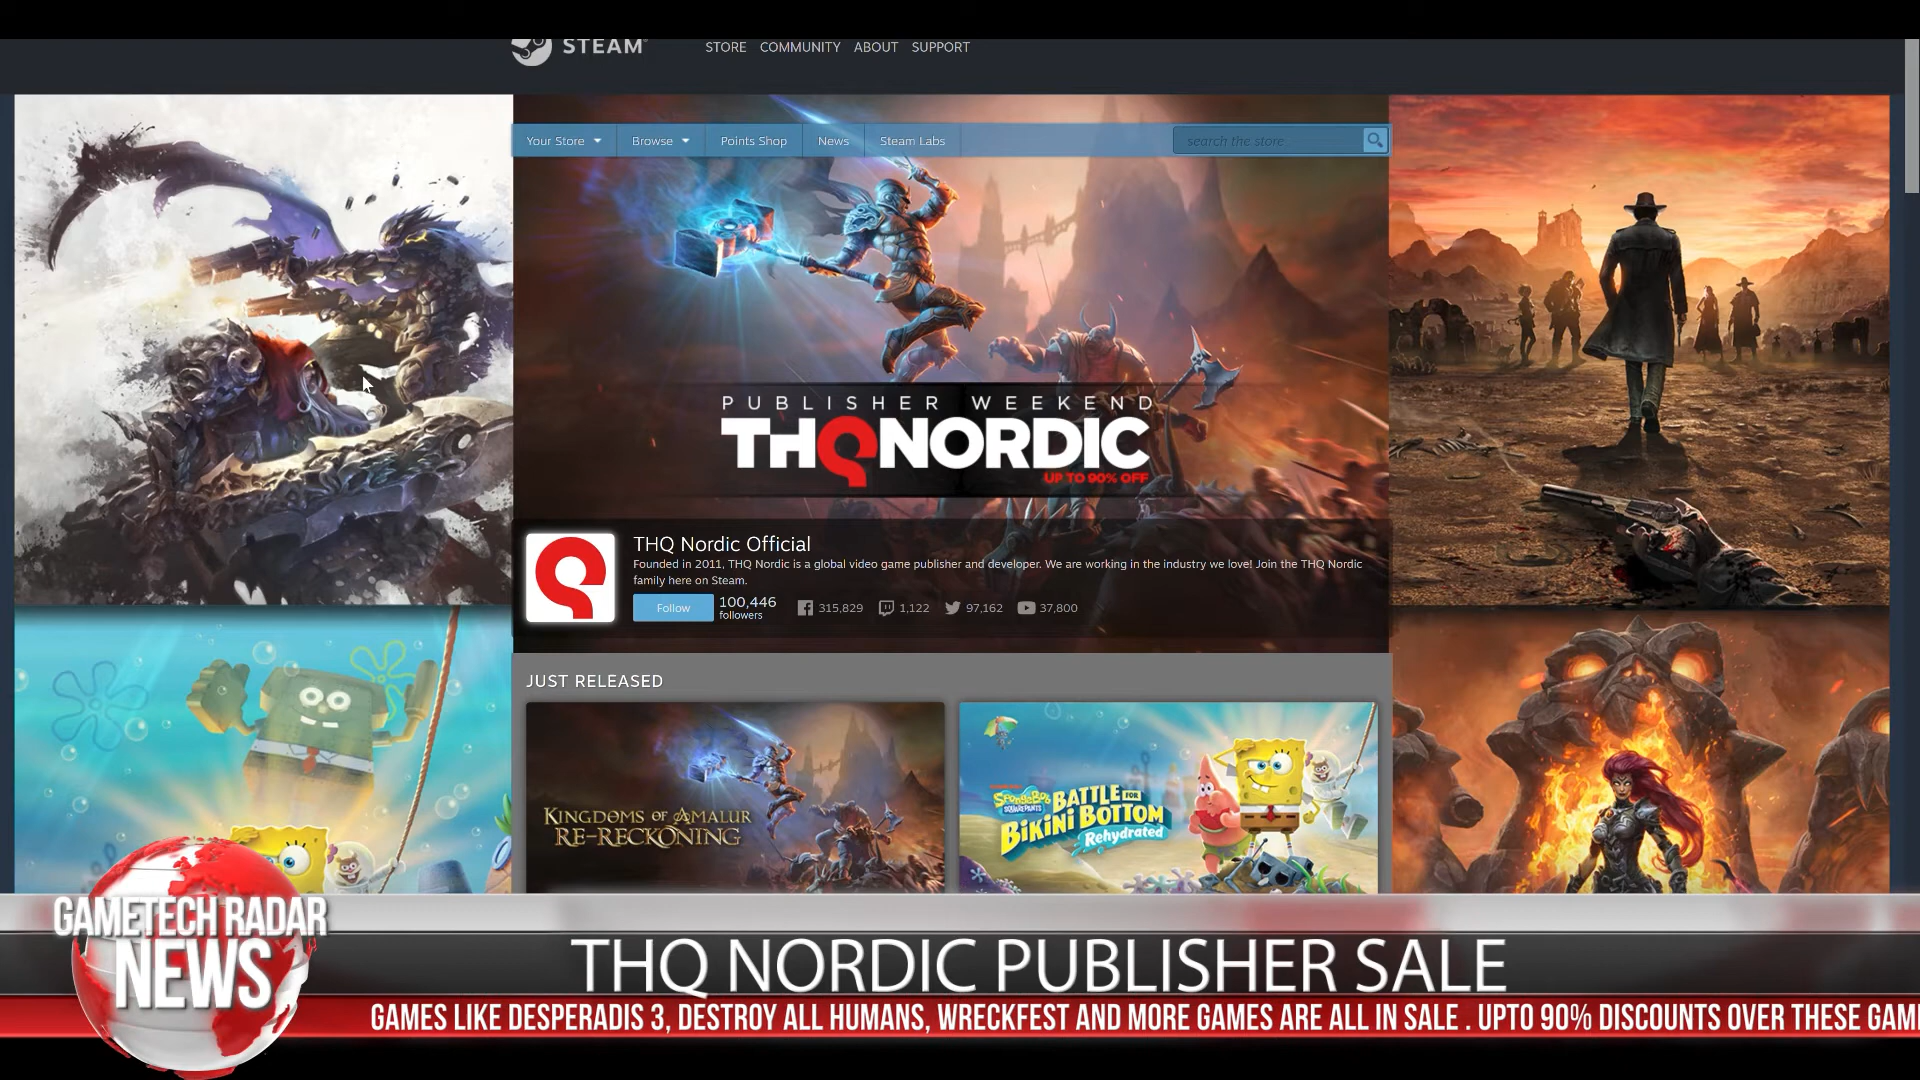 STEAM
STORE COMMUNITY ABOUT SUPPORT
Your Store Browse Points Shop News Steam Labs search the store
PUBLISHER WEEKEND
THQ NORDIC
UP TO 90% OFF
THQ Nordic Official
Founded in 2011, THQ Nordic is a global video game publisher and developer. We are working in the industry we love! Join the THQ Nordic
family here on Steam.
Follow 100,446 followers 315,829 1,122 97,162 37,800
JUST RELEASED
KINGDOMS OF AMALUR
RE-RECKONING
SpongeBob
SQUAREPANTS
BATTLE FOR
BIKINI BOTTOM
Rehydrated
GAMETECH RADAR
NEWS
THQ NORDIC PUBLISHER SALE
GAMES LIKE DESPERADIS 3, DESTROY ALL HUMANS, WRECKFEST AND MORE GAMES ARE ALL IN SALE . UPTO 90% DISCOUNTS OVER THESE GAM